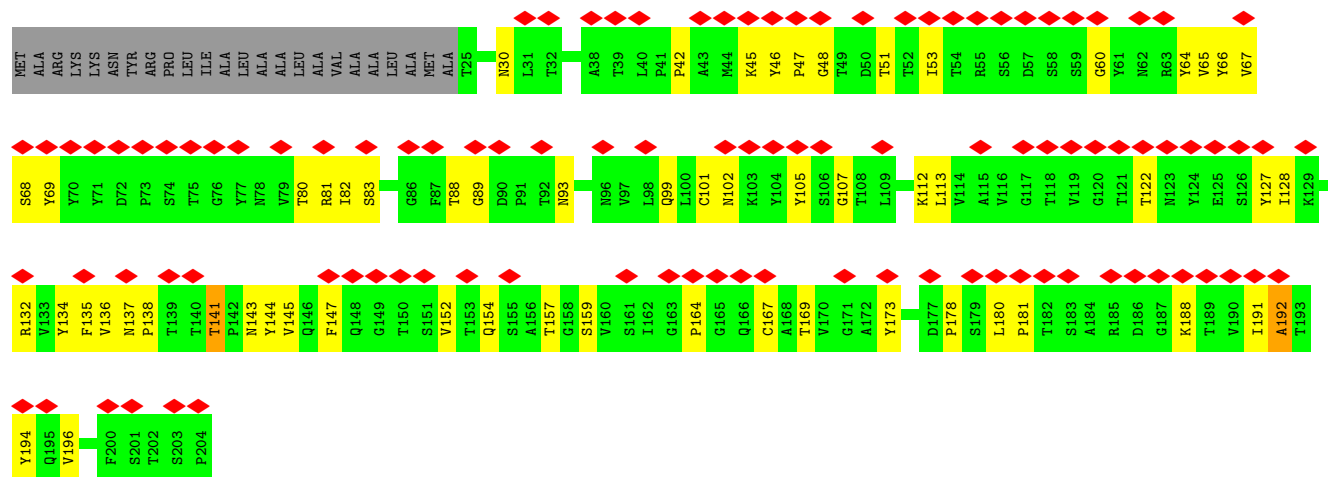 MET ALA ARG LYS LYS ASN TYR ARG PRO LEU ILE ALA LEU ALA ALA LEU ALA VAL ALA ALA LEU ALA MET ALA T25 N30 L31 T32 A38 T39 L40 P41 P42 A43 M44 K45 Y46 P47 G48 T49 D50 T51 T52 I53 T54 R55 S56 D57 S58 S59 G60 Y61 N62 R63 Y64 V65 Y66 V67
S68 Y69 Y70 Y71 D72 P73 S74 T75 G76 Y77 N78 V79 T80 R81 I82 S83 G86 F87 T88 G89 D90 P91 T92 N93 N96 V97 L98 Q99 L100 C101 N102 K103 Y104 Y105 S106 G107 T108 L109 K112 L113 V114 A115 V116 G117 T118 V119 G120 T121 T122 N123 Y124 E125 S126 Y127 I128 K129
R132 V133 Y134 F135 V136 N137 P138 T139 T140 T141 P142 N143 Y144 V145 Q146 F147 Q148 G149 T150 S151 V152 T153 Q154 S155 A156 T157 G158 S159 V160 S161 I162 G163 P164 G165 Q166 C167 A168 T169 V170 G171 A172 Y173 D177 P178 S179 L180 P181 T182 S183 A184 R185 D186 G187 K188 T189 V190 I191 A192 T193
Y194 Q195 V196 F200 S201 T202 S203 P204